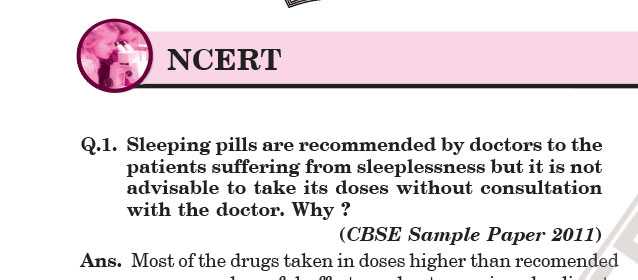 NCERT
Q.1. Sleeping pills are recommended by doctors to the
patients suffering from sleeplessness but it is not
advisable to take its doses without consultation
with the doctor. Why ?
(CBSE Sample Paper 2011)
Ans. Most of the drugs taken in doses higher than recomended